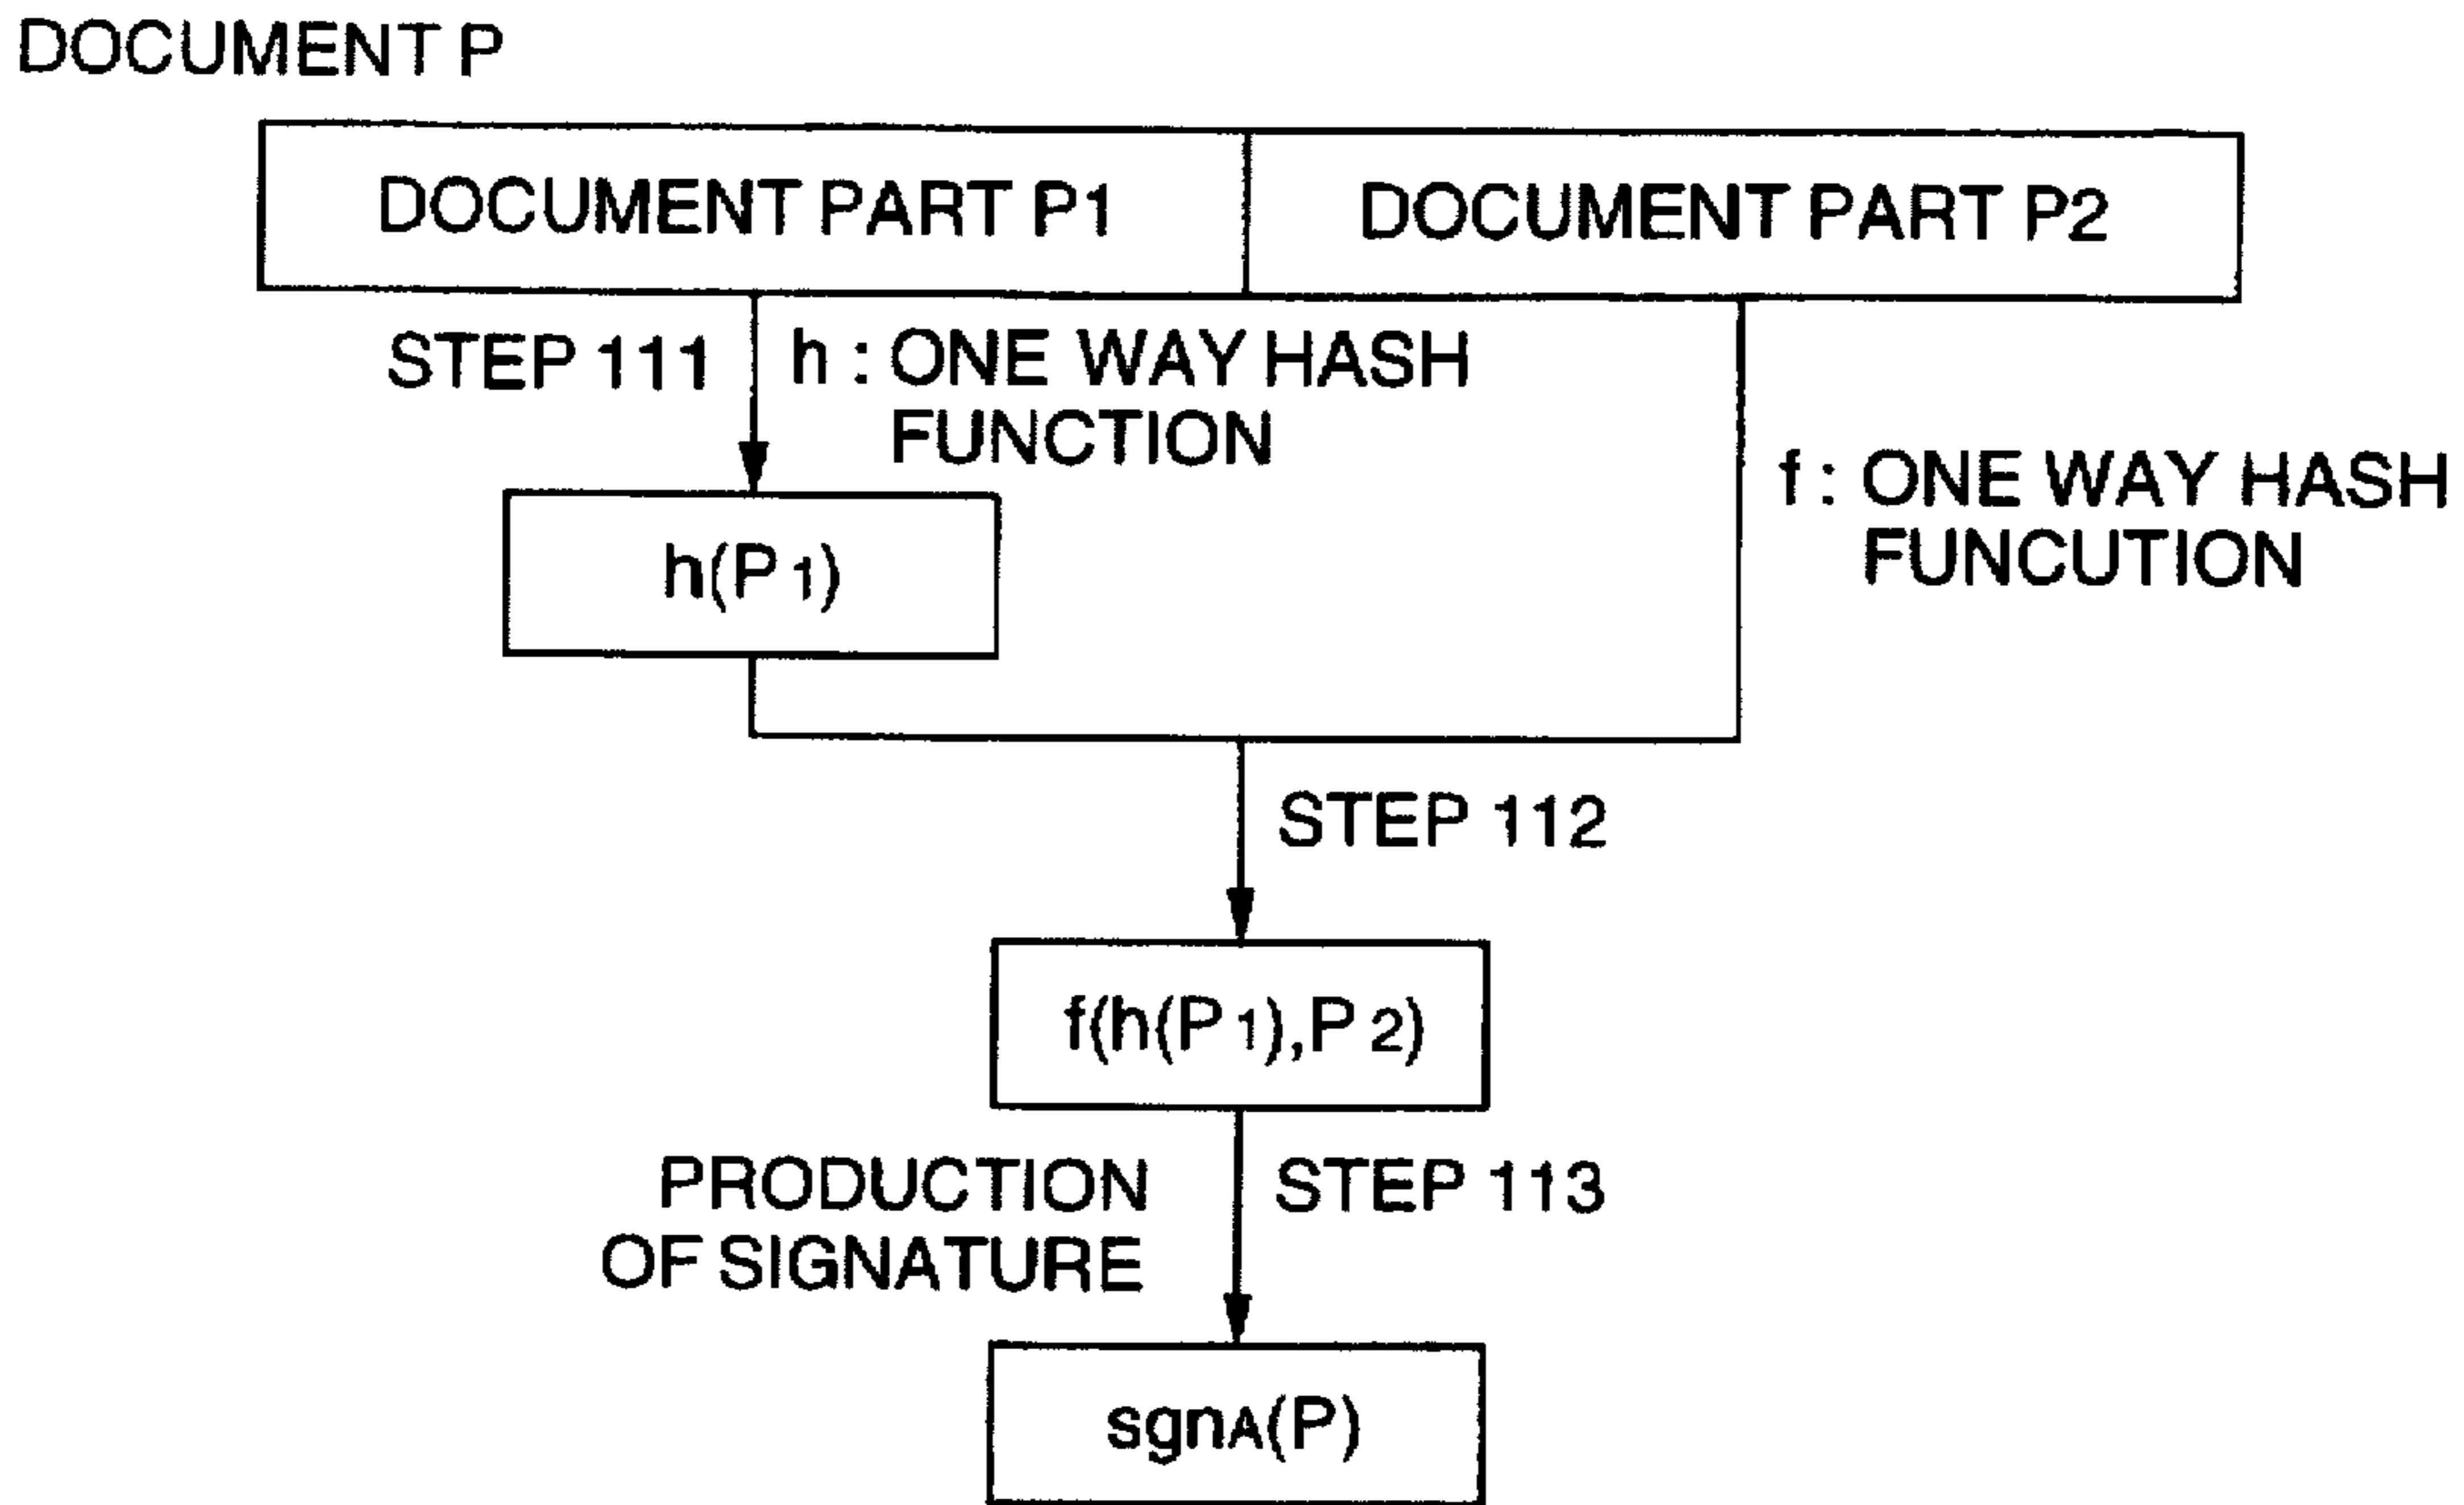 DOCUMENT P
DOCUMENT PART P1
DOCUMENT PART P2
STEP 111
h : ONE WAY HASH
FUNCTION
f : ONE WAY HASH
FUNCUTION
h(P1)
STEP 112
f(h(P1),P2)
PRODUCTION
OF SIGNATURE
STEP 113
sgnA(P)